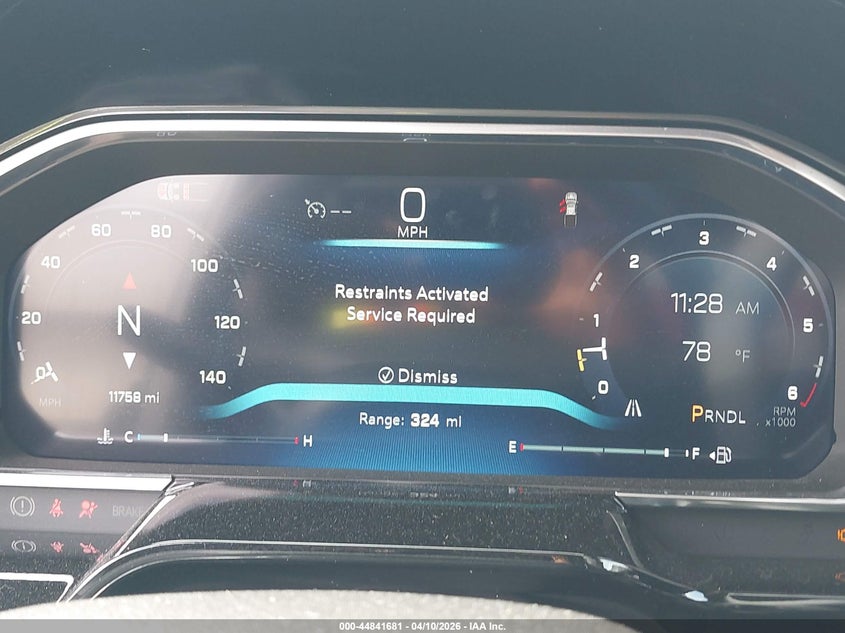 0
MPH
--
Restraints Activated
Service Required
Dismiss
Range: 324 mi
0 20 40 60 80 100 120 140
MPH
N
11758 mi
C H
0 1 2 3 4 5 6
11:28 AM
78 °F
PRNDL
RPM
x1000
E F
BRAKE
000-44841681 | 04/10/2026 - IAA Inc.